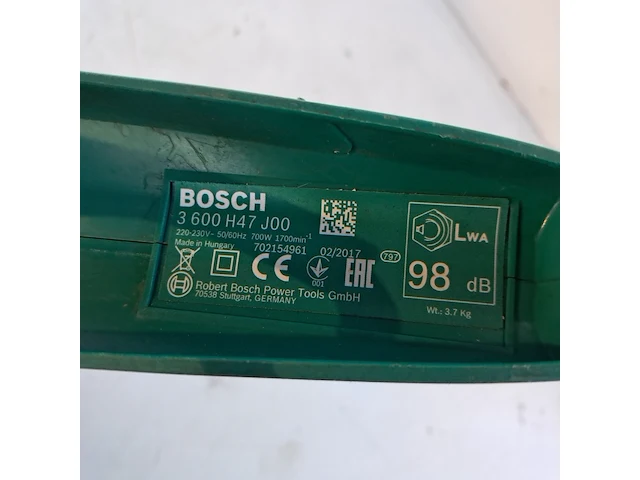 BOSCH
3 600 H47 J00
220-230V~ 50/60Hz 700W 1700min⁻¹
Made in Hungary 702154961 02/2017
797
CE
001
EAC
Robert Bosch Power Tools GmbH
70538 Stuttgart, GERMANY
LWA
98 dB
Wt.: 3.7 Kg